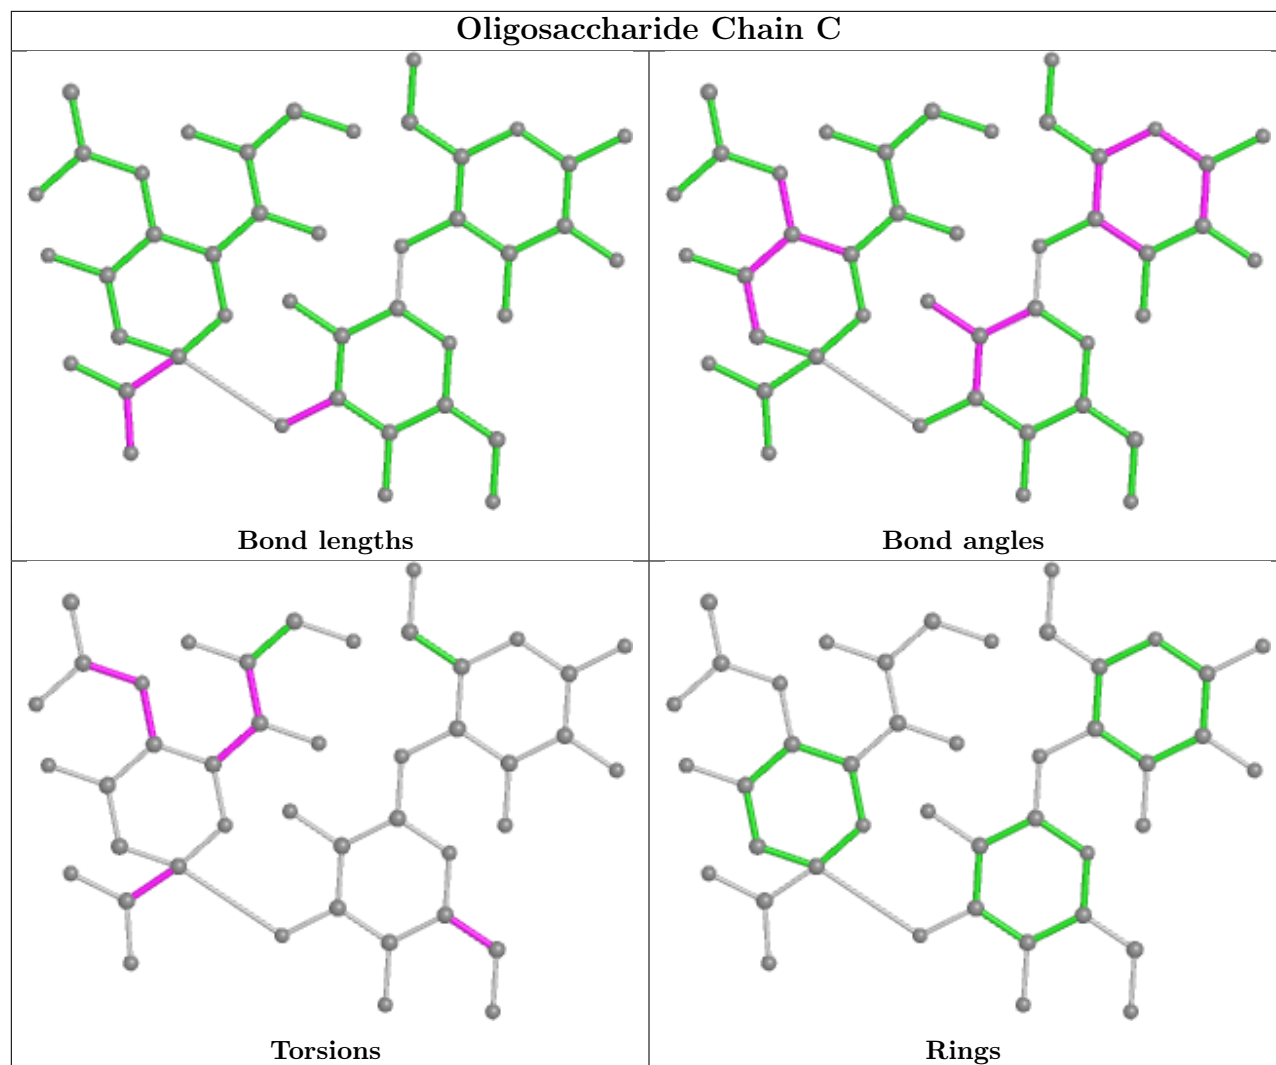 Oligosaccharide Chain C
Bond lengths
Bond angles
Torsions
Rings